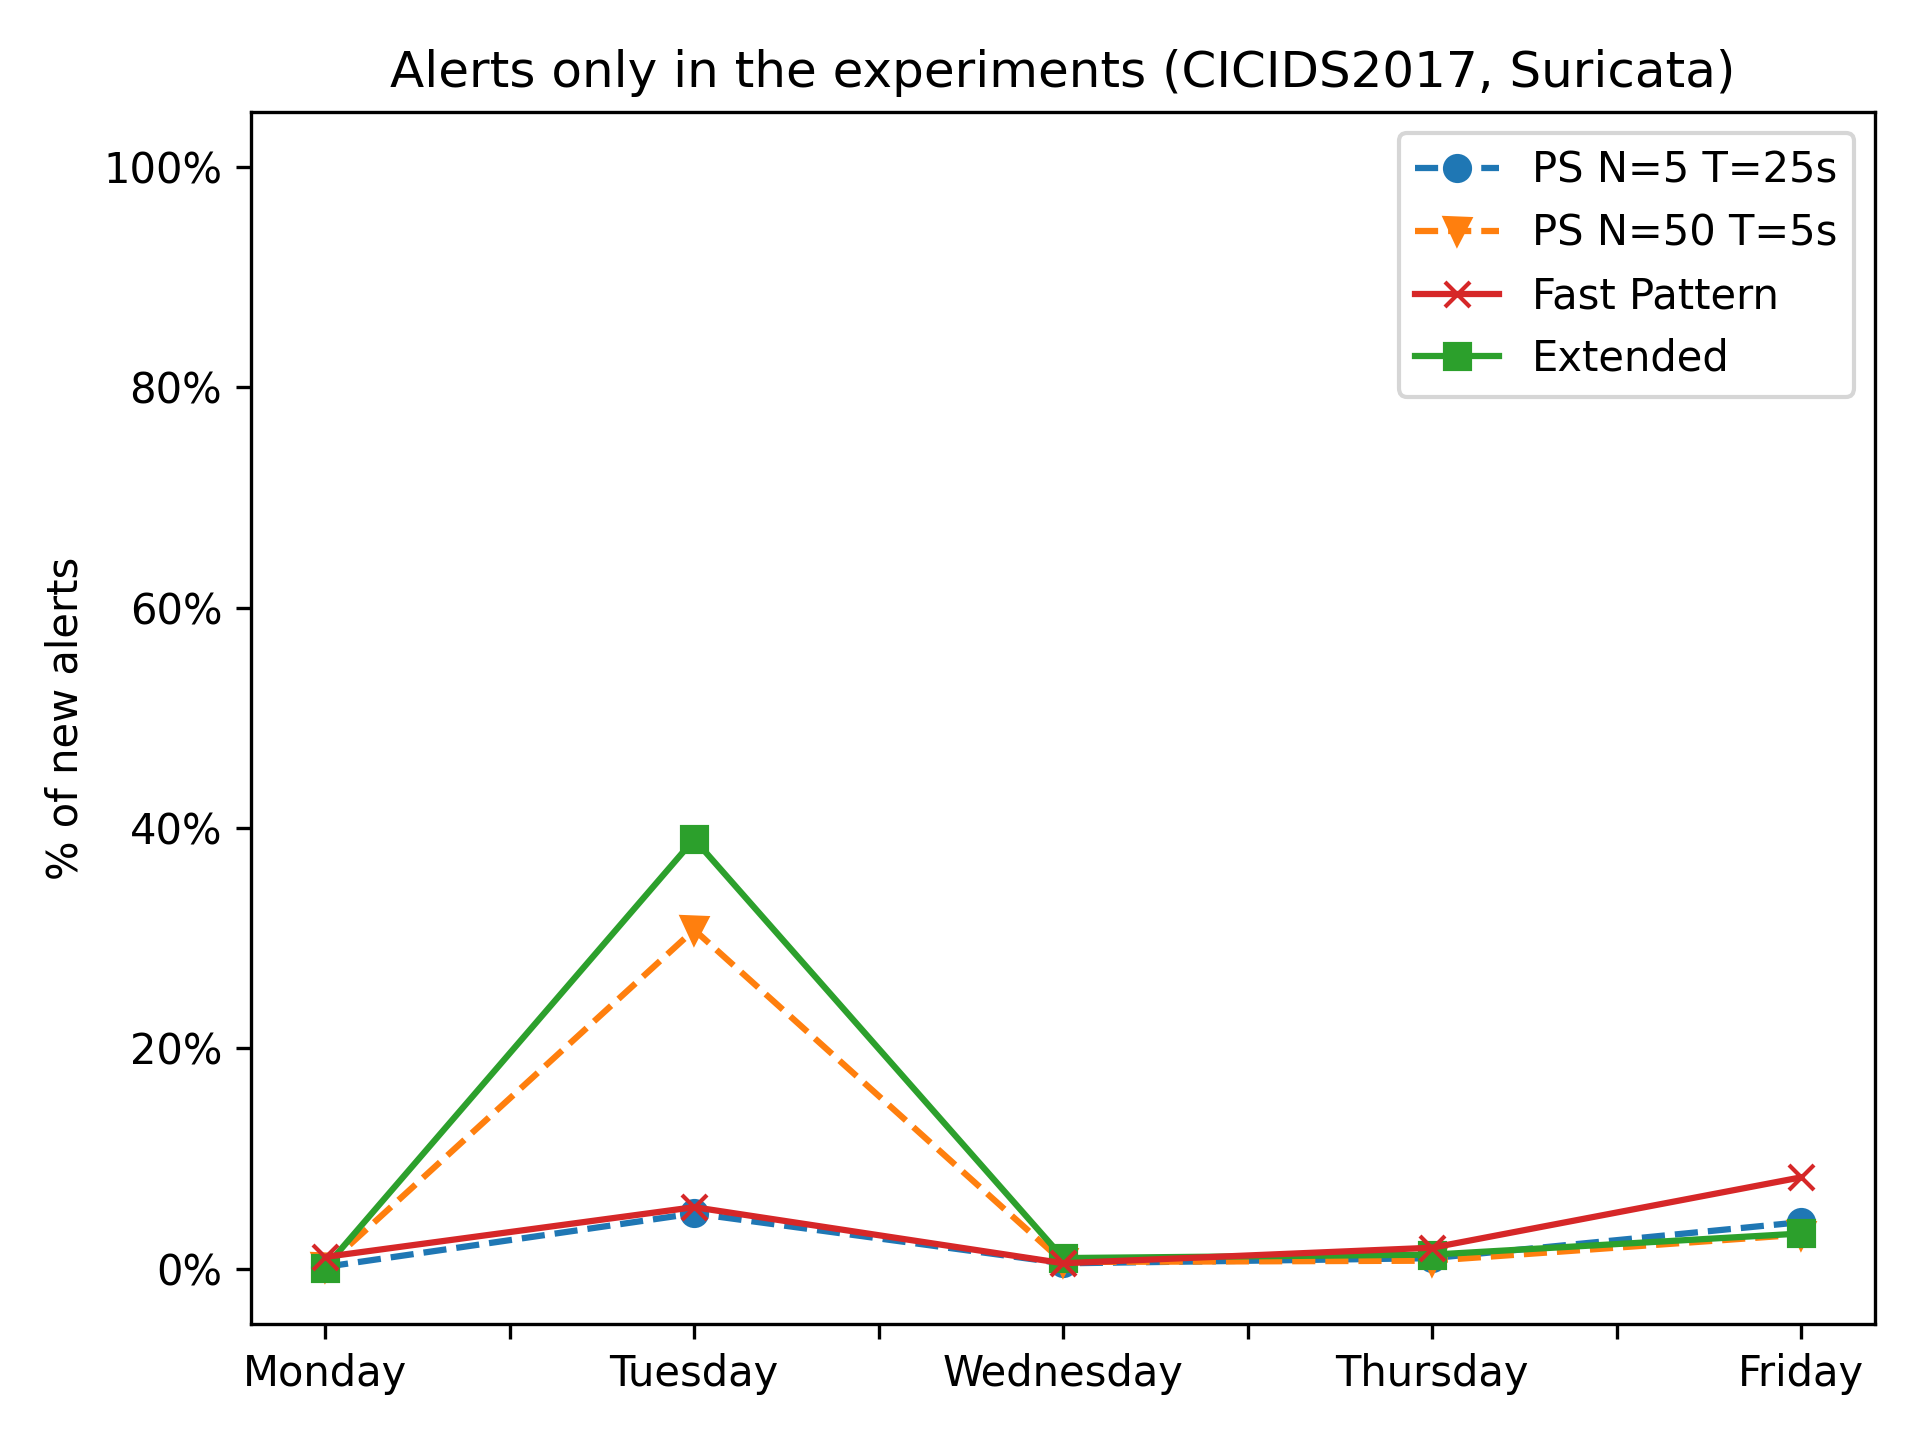 Alerts only in the experiments (CICIDS2017, Suricata)
PS N=5 T=25s
PS N=50 T=5s
Fast Pattern
Extended
% of new alerts
100%
80%
60%
40%
20%
0%
Monday Tuesday Wednesday Thursday Friday